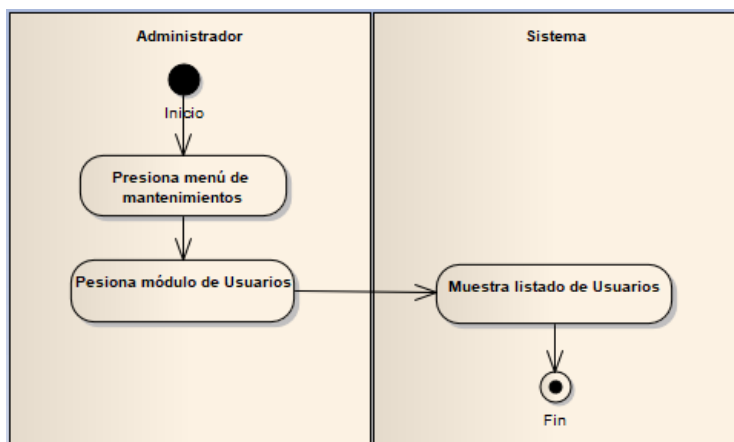 Administrador
Sistema
Inicio
Presiona menú de
mantenimientos
Pesiona módulo de Usuarios
Muestra listado de Usuarios
Fin